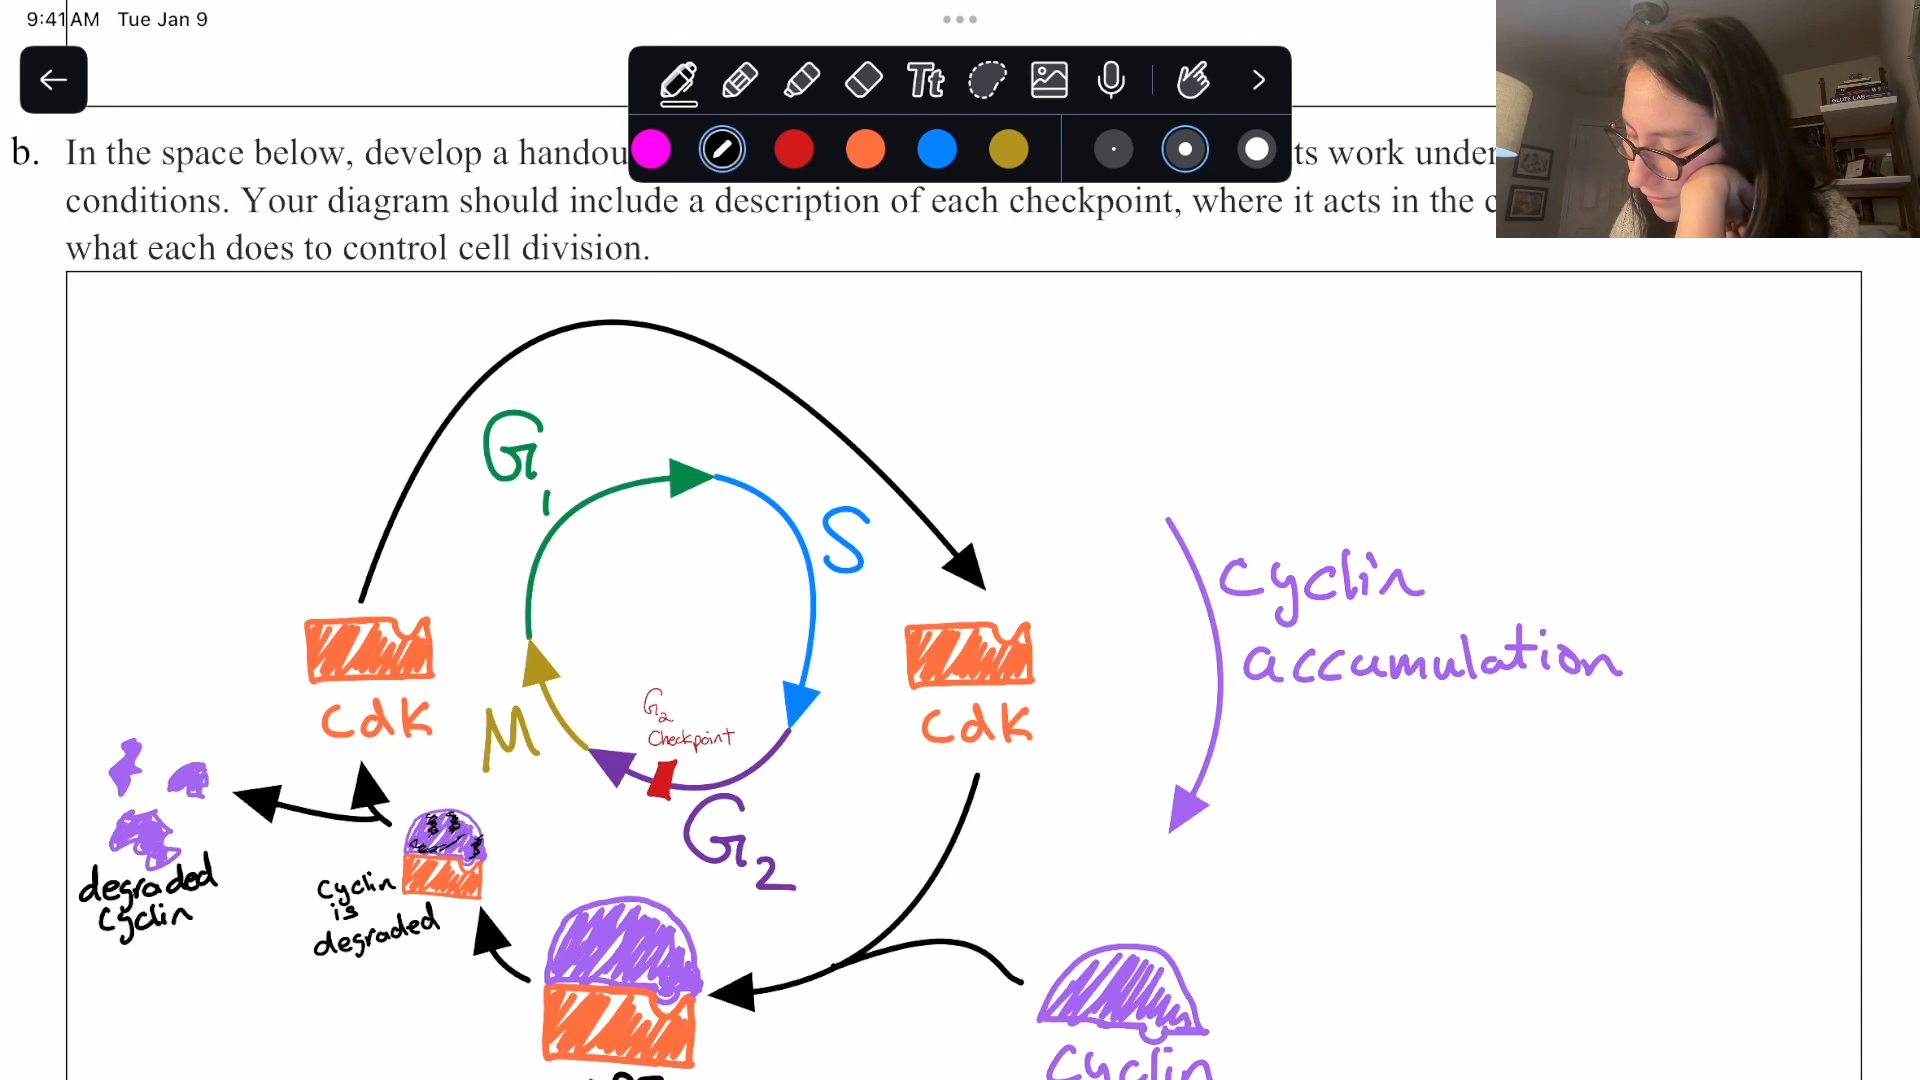 9:41 AM Tue Jan 9
Tt
b. In the space below, develop a handou ts work under
conditions. Your diagram should include a description of each checkpoint, where it acts in the c
what each does to control cell division.
G1
S
Cyclin
accumulation
G2
Checkpoint
cdk
cdk
M
G2
degraded
cyclin
cyclin
is
degraded
Cyclin